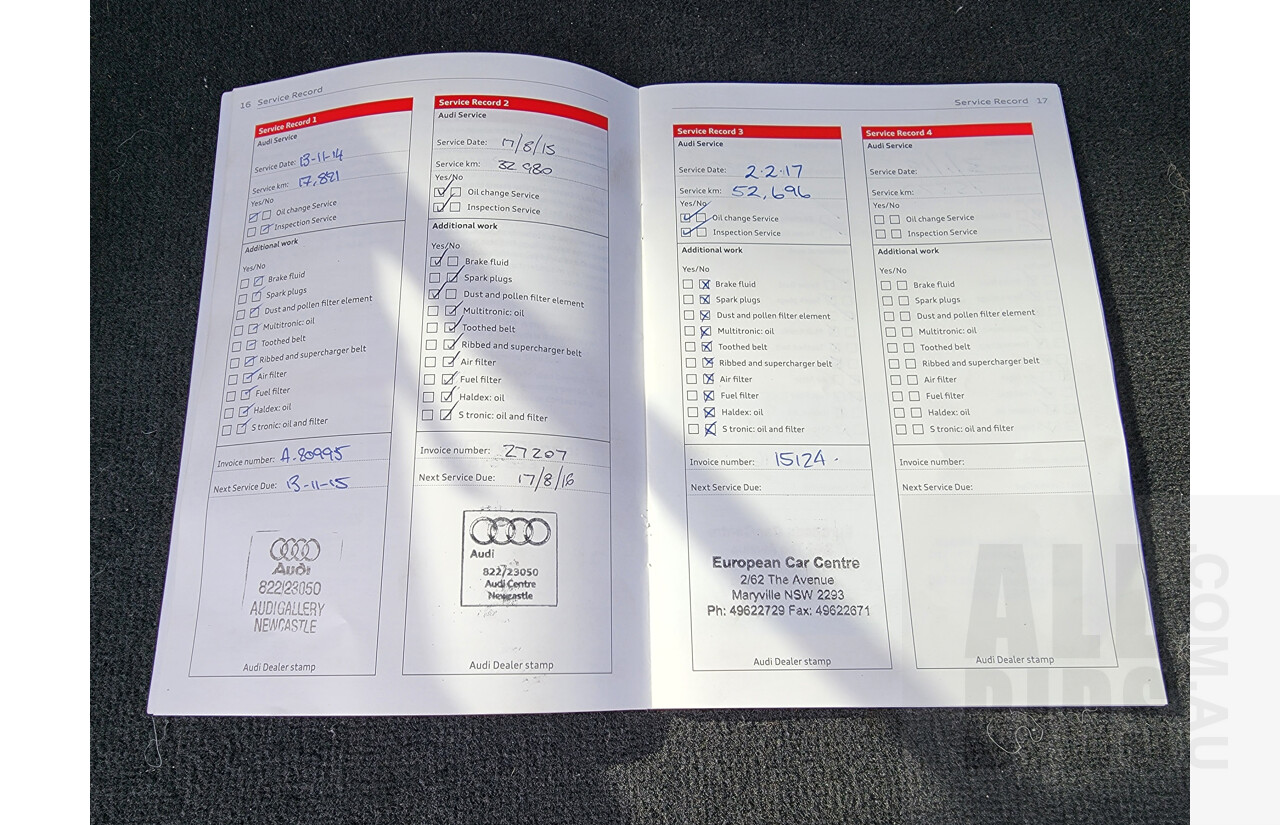 16 Service Record
Service Record 1
Audi Service
Service Date: 13-11-14
Service km: 17,821
Yes/No
Oil change Service
Inspection Service
Additional work
Yes/No
Brake fluid
Spark plugs
Dust and pollen filter element
Multitronic: oil
Toothed belt
Ribbed and supercharger belt
Air filter
Fuel filter
Haldex: oil
S tronic: oil and filter
Invoice number: A.80995
Next Service Due: 13-11-15
Audi
822/23050
AUDI GALLERY
NEWCASTLE
Audi Dealer stamp
Service Record 2
Audi Service
Service Date: 17/8/15
Service km: 32 980
Yes/No
Oil change Service
Inspection Service
Additional work
Yes/No
Brake fluid
Spark plugs
Dust and pollen filter element
Multitronic: oil
Toothed belt
Ribbed and supercharger belt
Air filter
Fuel filter
Haldex: oil
S tronic: oil and filter
Invoice number: 27207
Next Service Due: 17/8/16
Audi
822/23050
Audi Centre
Newcastle
Audi Dealer stamp
Service Record 17
Service Record 3
Audi Service
Service Date: 2.2.17
Service km: 52,696
Yes/No
Oil change Service
Inspection Service
Additional work
Yes/No
Brake fluid
Spark plugs
Dust and pollen filter element
Multitronic: oil
Toothed belt
Ribbed and supercharger belt
Air filter
Fuel filter
Haldex: oil
S tronic: oil and filter
Invoice number: 15124.
Next Service Due:
European Car Centre
2/62 The Avenue
Maryville NSW 2293
Ph: 49622729 Fax: 49622671
Audi Dealer stamp
Service Record 4
Audi Service
Service Date:
Service km:
Yes/No
Oil change Service
Inspection Service
Additional work
Yes/No
Brake fluid
Spark plugs
Dust and pollen filter element
Multitronic: oil
Toothed belt
Ribbed and supercharger belt
Air filter
Fuel filter
Haldex: oil
S tronic: oil and filter
Invoice number:
Next Service Due:
Audi Dealer stamp
ALL
BIDS
COM.AU